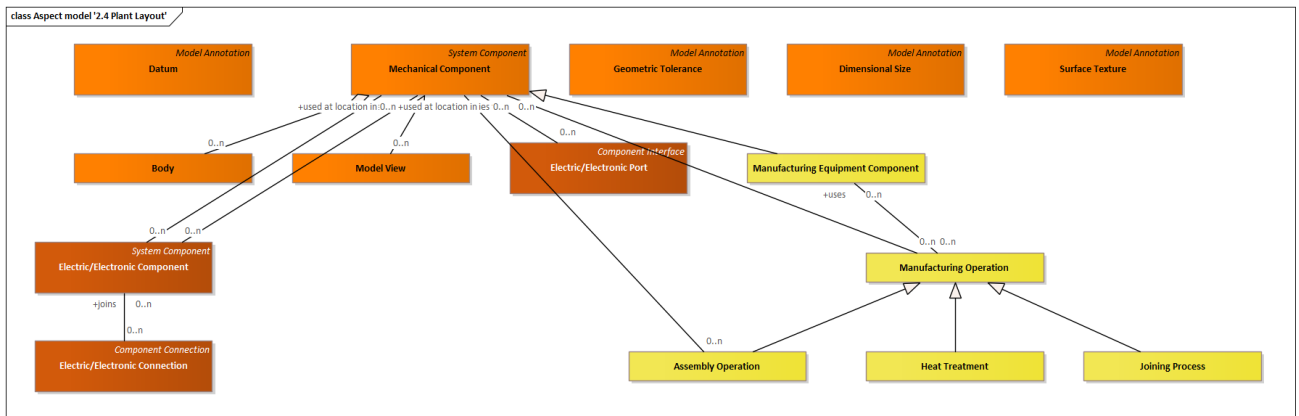 class Aspect model '2.4 Plant Layout'
Model Annotation
Datum
System Component
Mechanical Component
Model Annotation
Geometric Tolerance
Model Annotation
Dimensional Size
Model Annotation
Surface Texture
+used at location in
0..n
+used at location in
ies
0..n
0..n
0..n
0..n
0..n
Body
Model View
Component Interface
Electric/Electronic Port
Manufacturing Equipment Component
+uses
0..n
0..n
0..n
0..n
0..n
System Component
Electric/Electronic Component
Manufacturing Operation
+joins
0..n
0..n
0..n
Component Connection
Electric/Electronic Connection
Assembly Operation
Heat Treatment
Joining Process